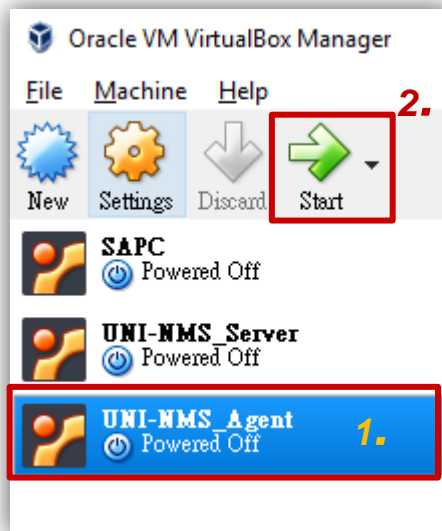 Oracle VM VirtualBox Manager
File Machine Help
2.
New Settings Discard Start
SAPC
Powered Off
UNI-NMS_Server
Powered Off
UNI-NMS_Agent
Powered Off
1.